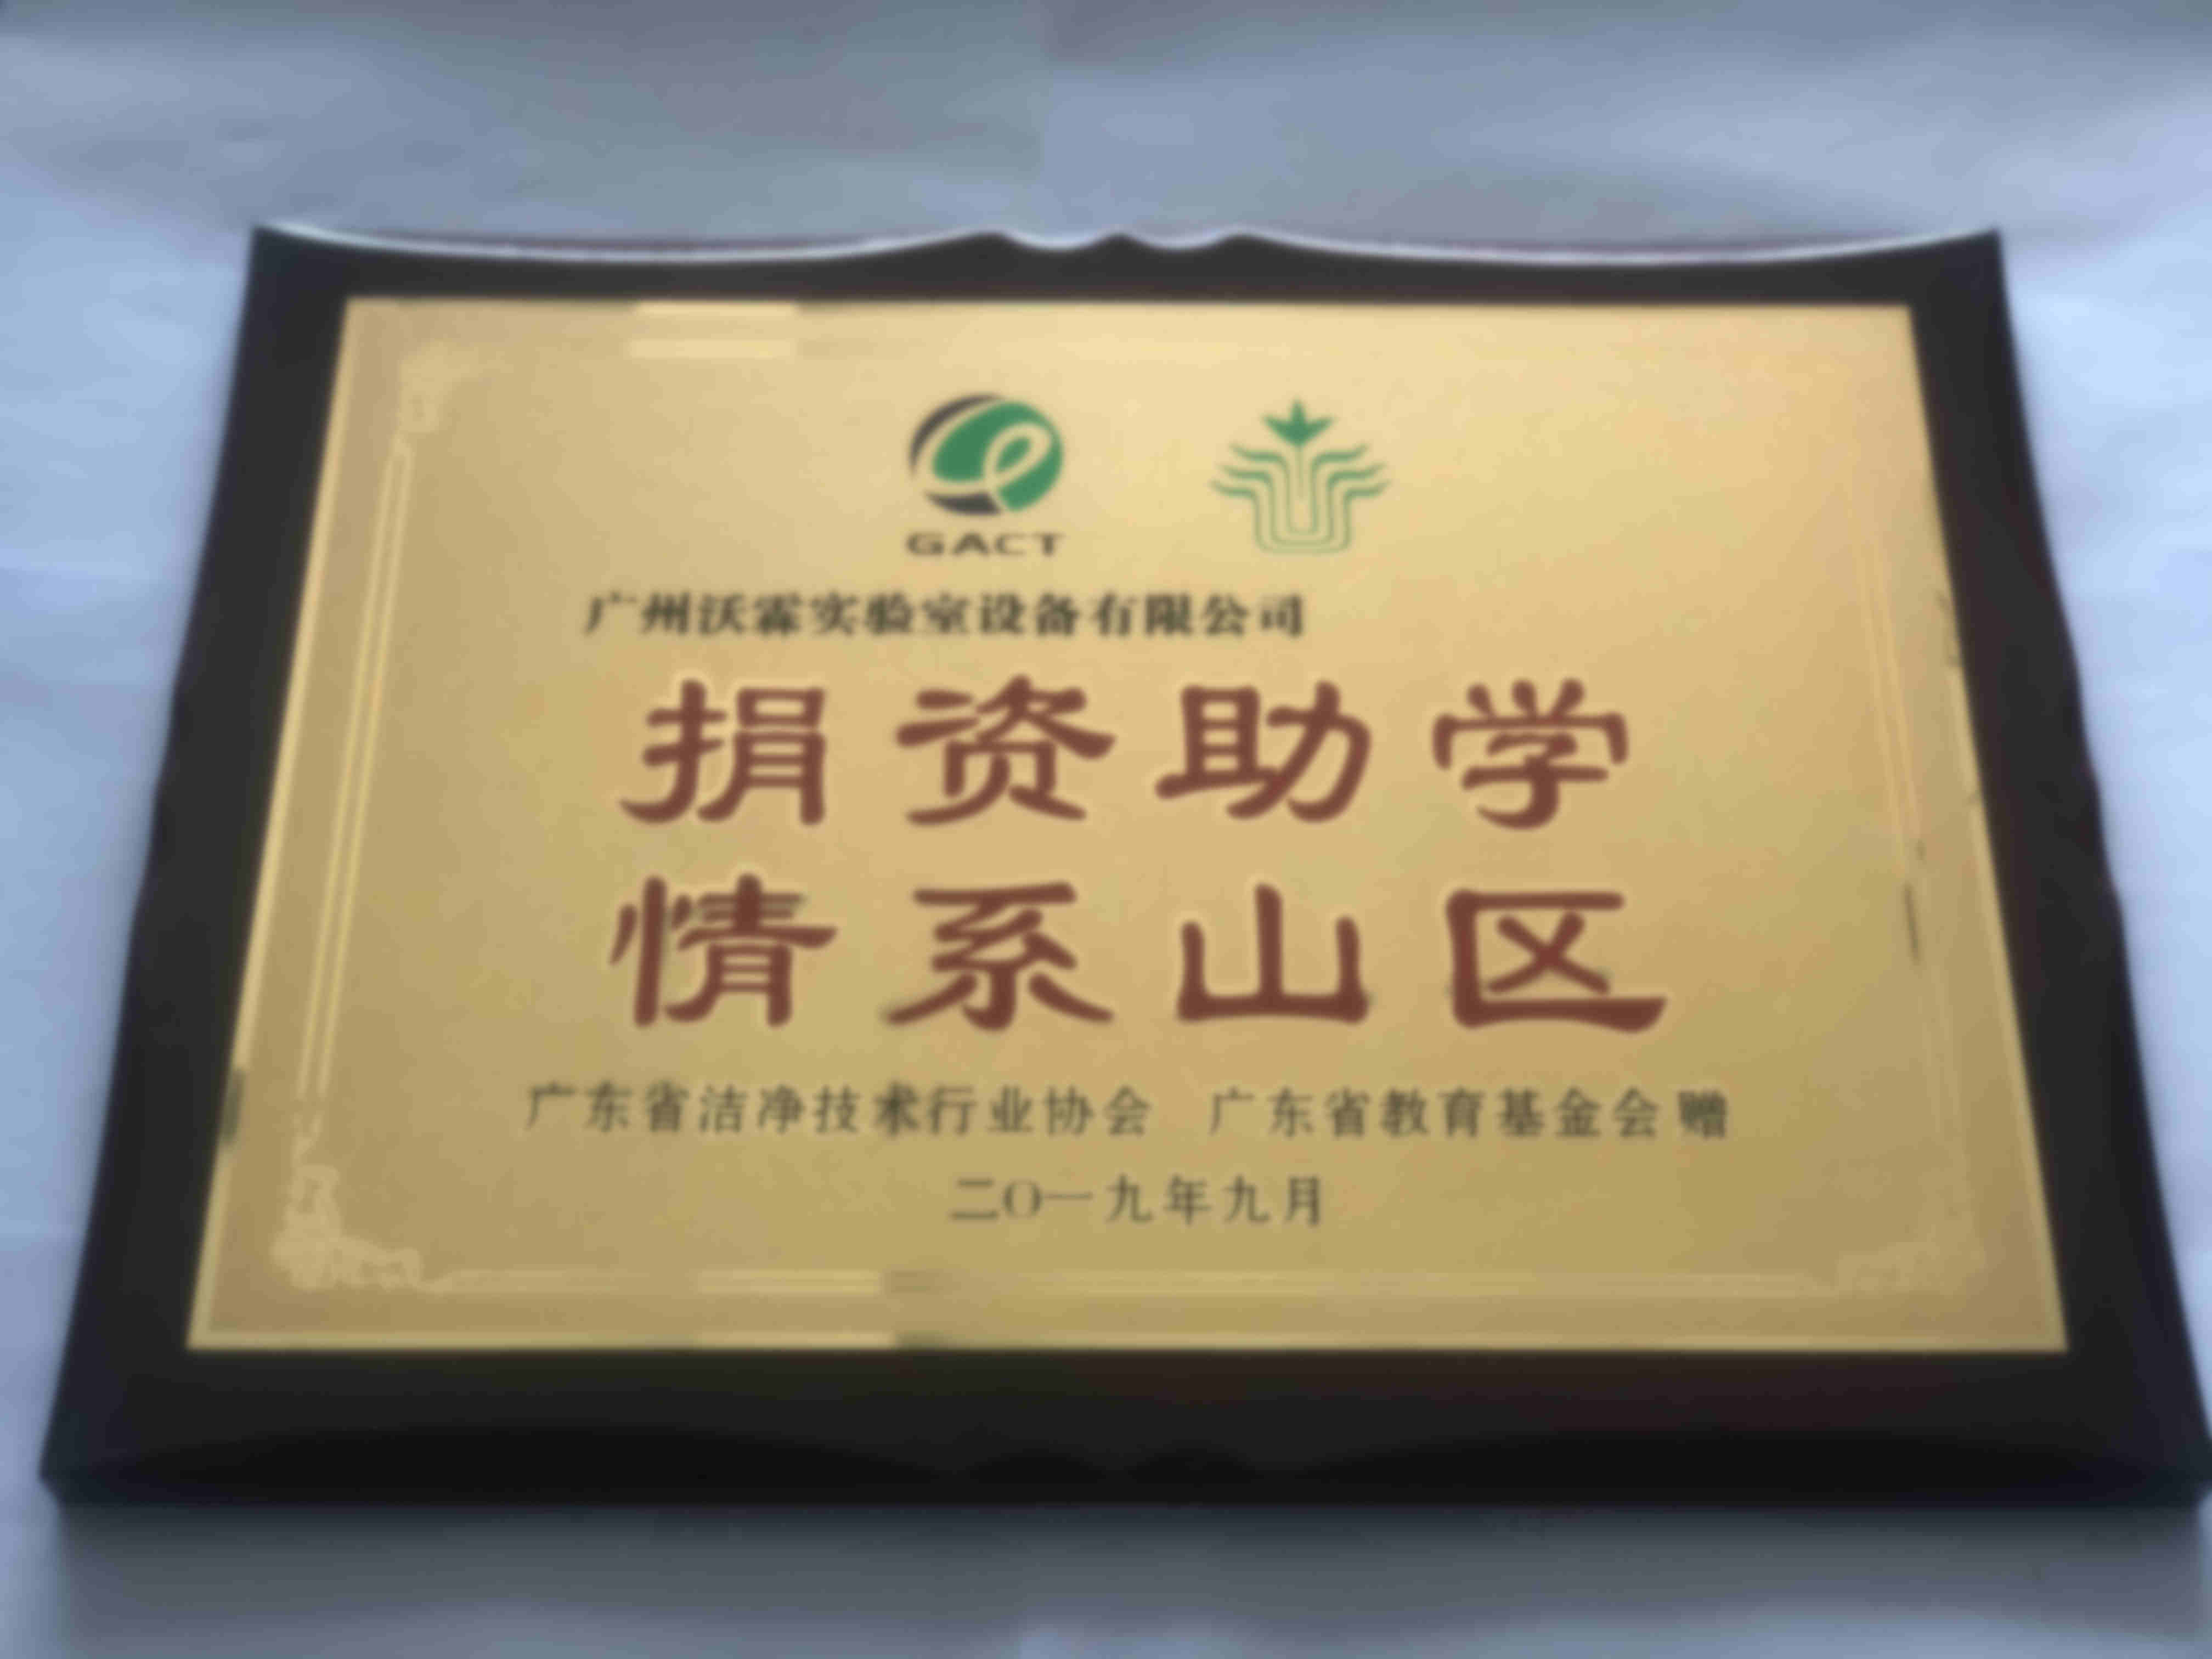 GACT
广州沃霖实验室设备有限公司
捐资助学
情系山区
广东省洁净技术行业协会 广东省教育基金会 赠
二〇一九年九月